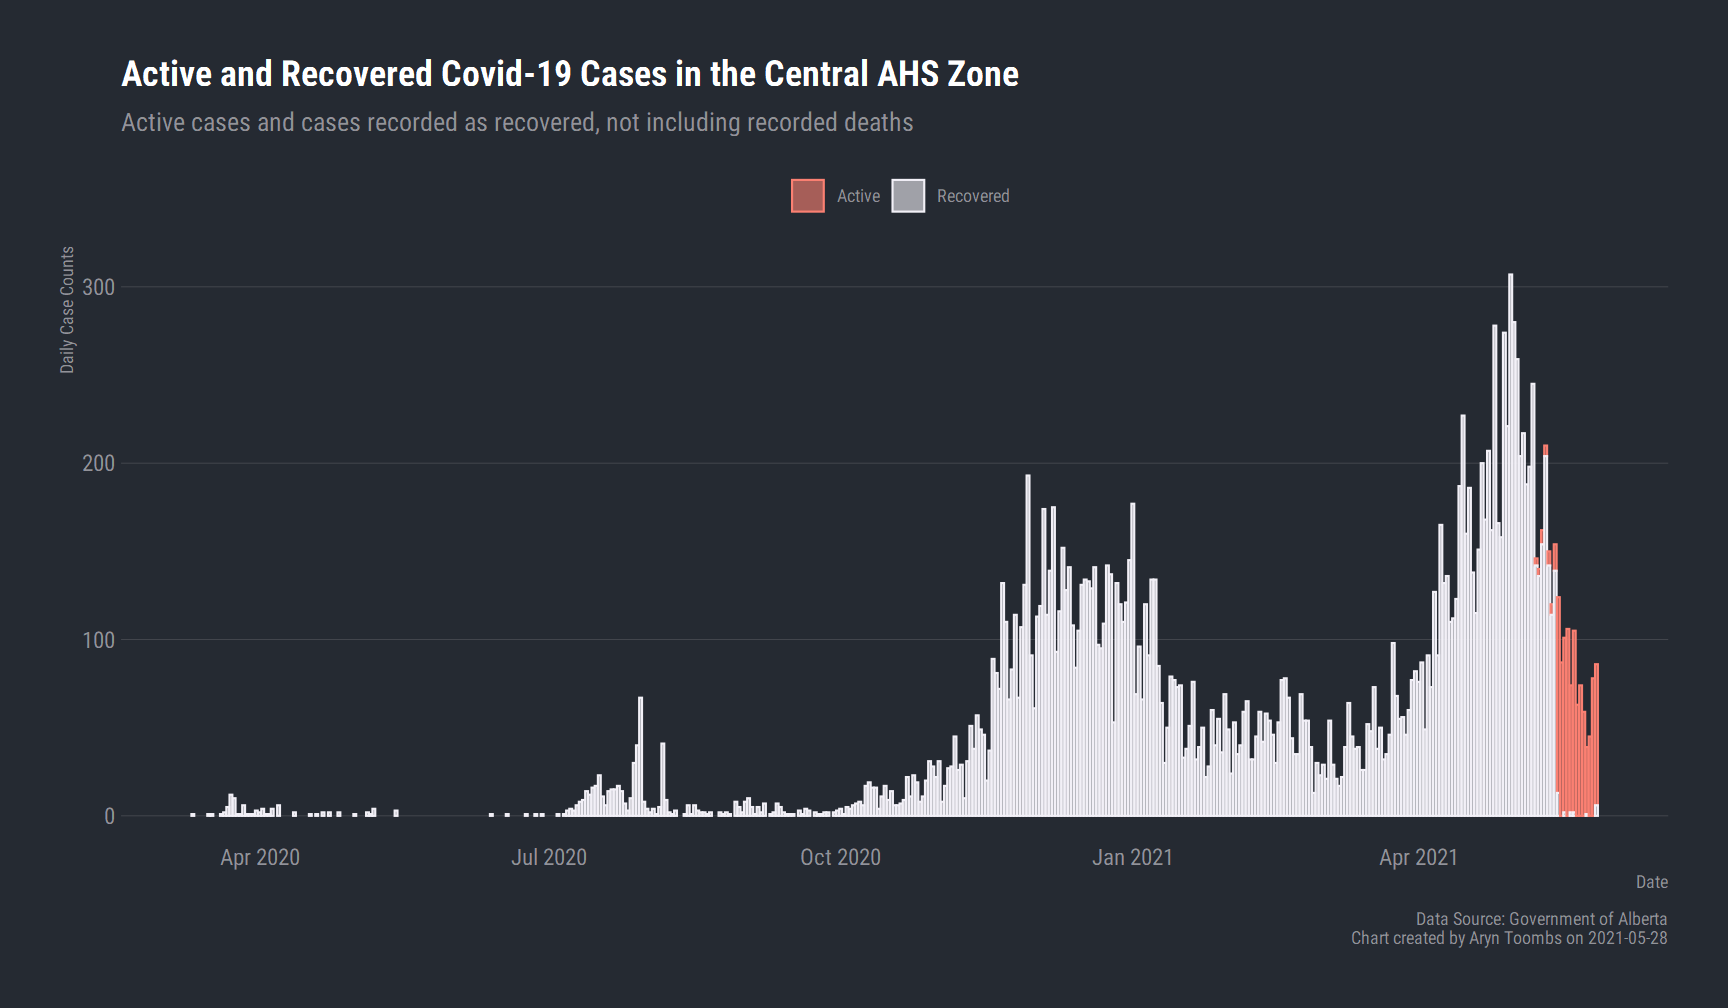 Active and Recovered Covid-19 Cases in the Central AHS Zone
Active cases and cases recorded as recovered, not including recorded deaths
Active
Recovered
Daily Case Counts
300
200
100
0
Apr 2020
Jul 2020
Oct 2020
Jan 2021
Apr 2021
Date
Data Source: Government of Alberta
Chart created by Aryn Toombs on 2021-05-28